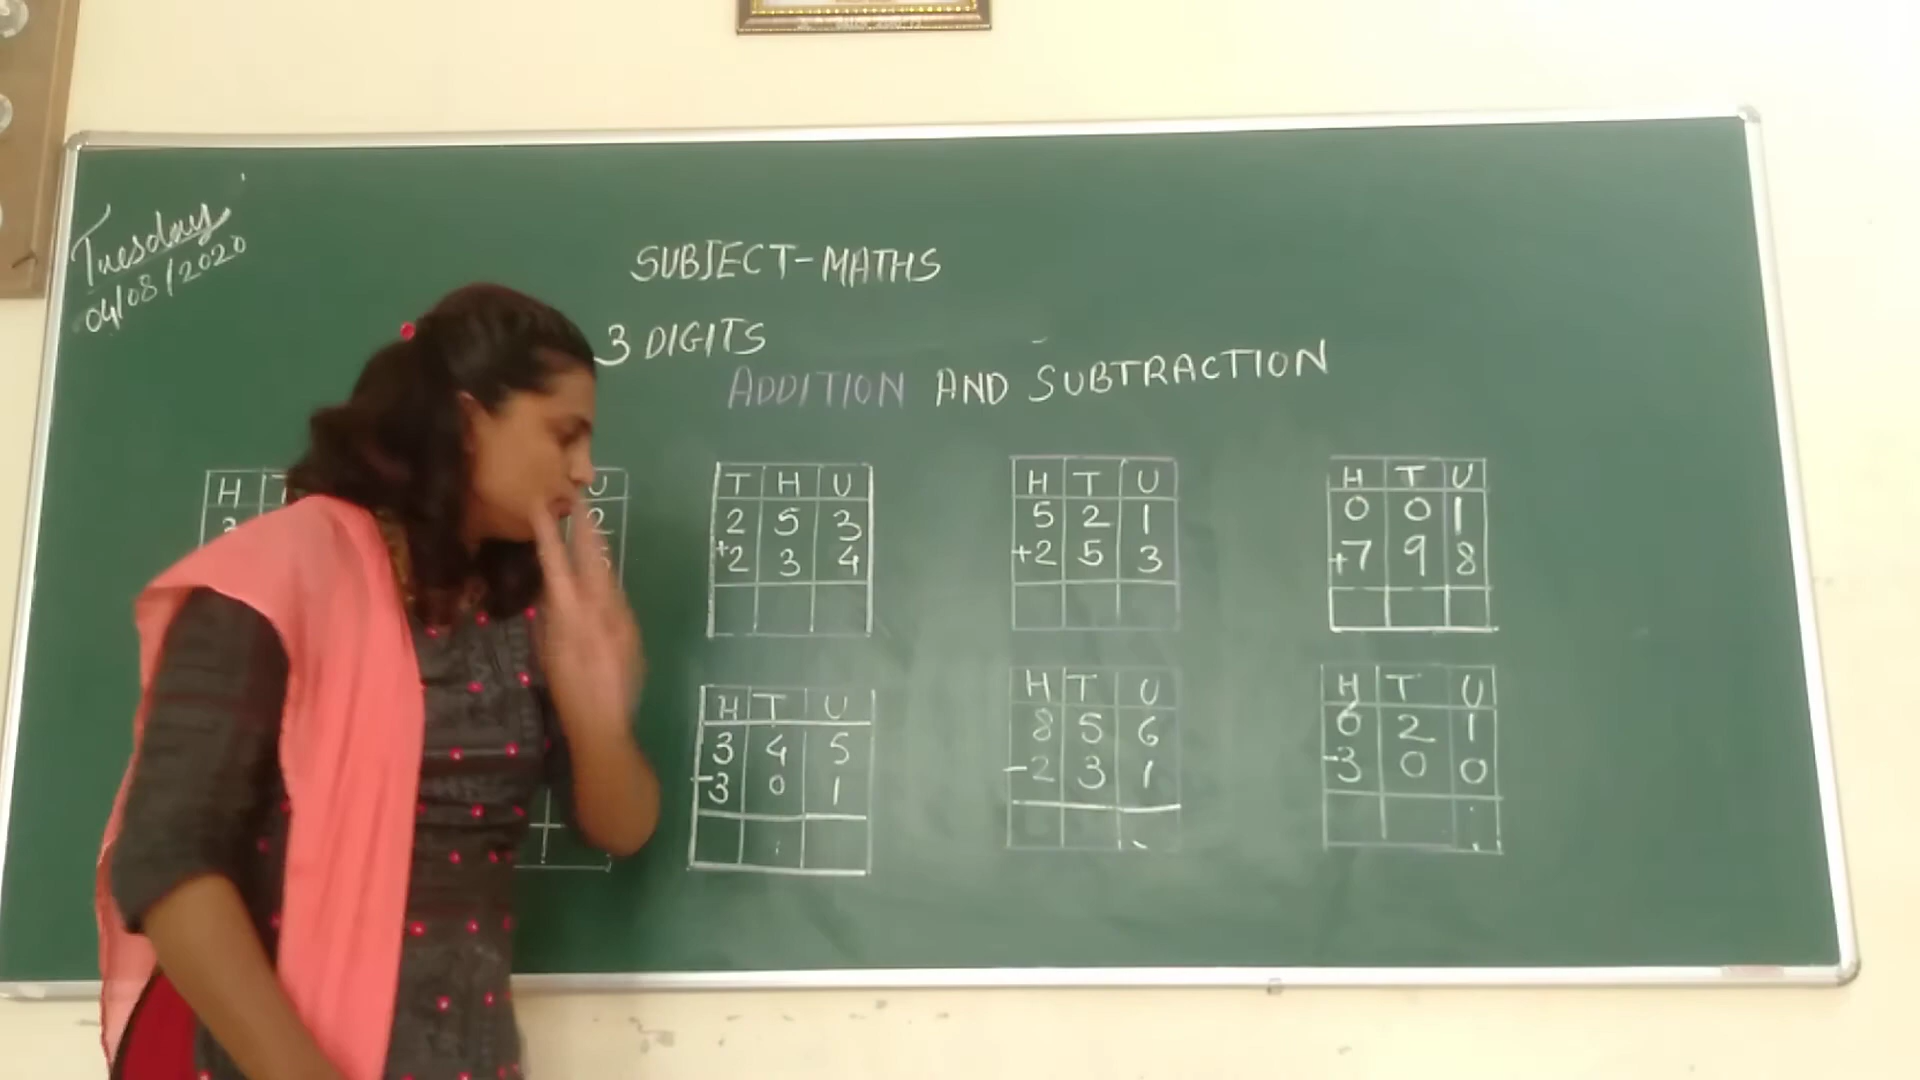 Tuesday
04/08/2020
SUBJECT-MATHS
3 DIGITS
ADDITION AND SUBTRACTION
H
U
2
T H U
2 5 3
+2 3 4
H T U
5 2 1
+2 5 3
H T U
0 0 1
+7 9 8
H T U
3 4 5
-3 0 1
H T U
8 5 6
-2 3 1
H T U
0 2 1
-3 0 0